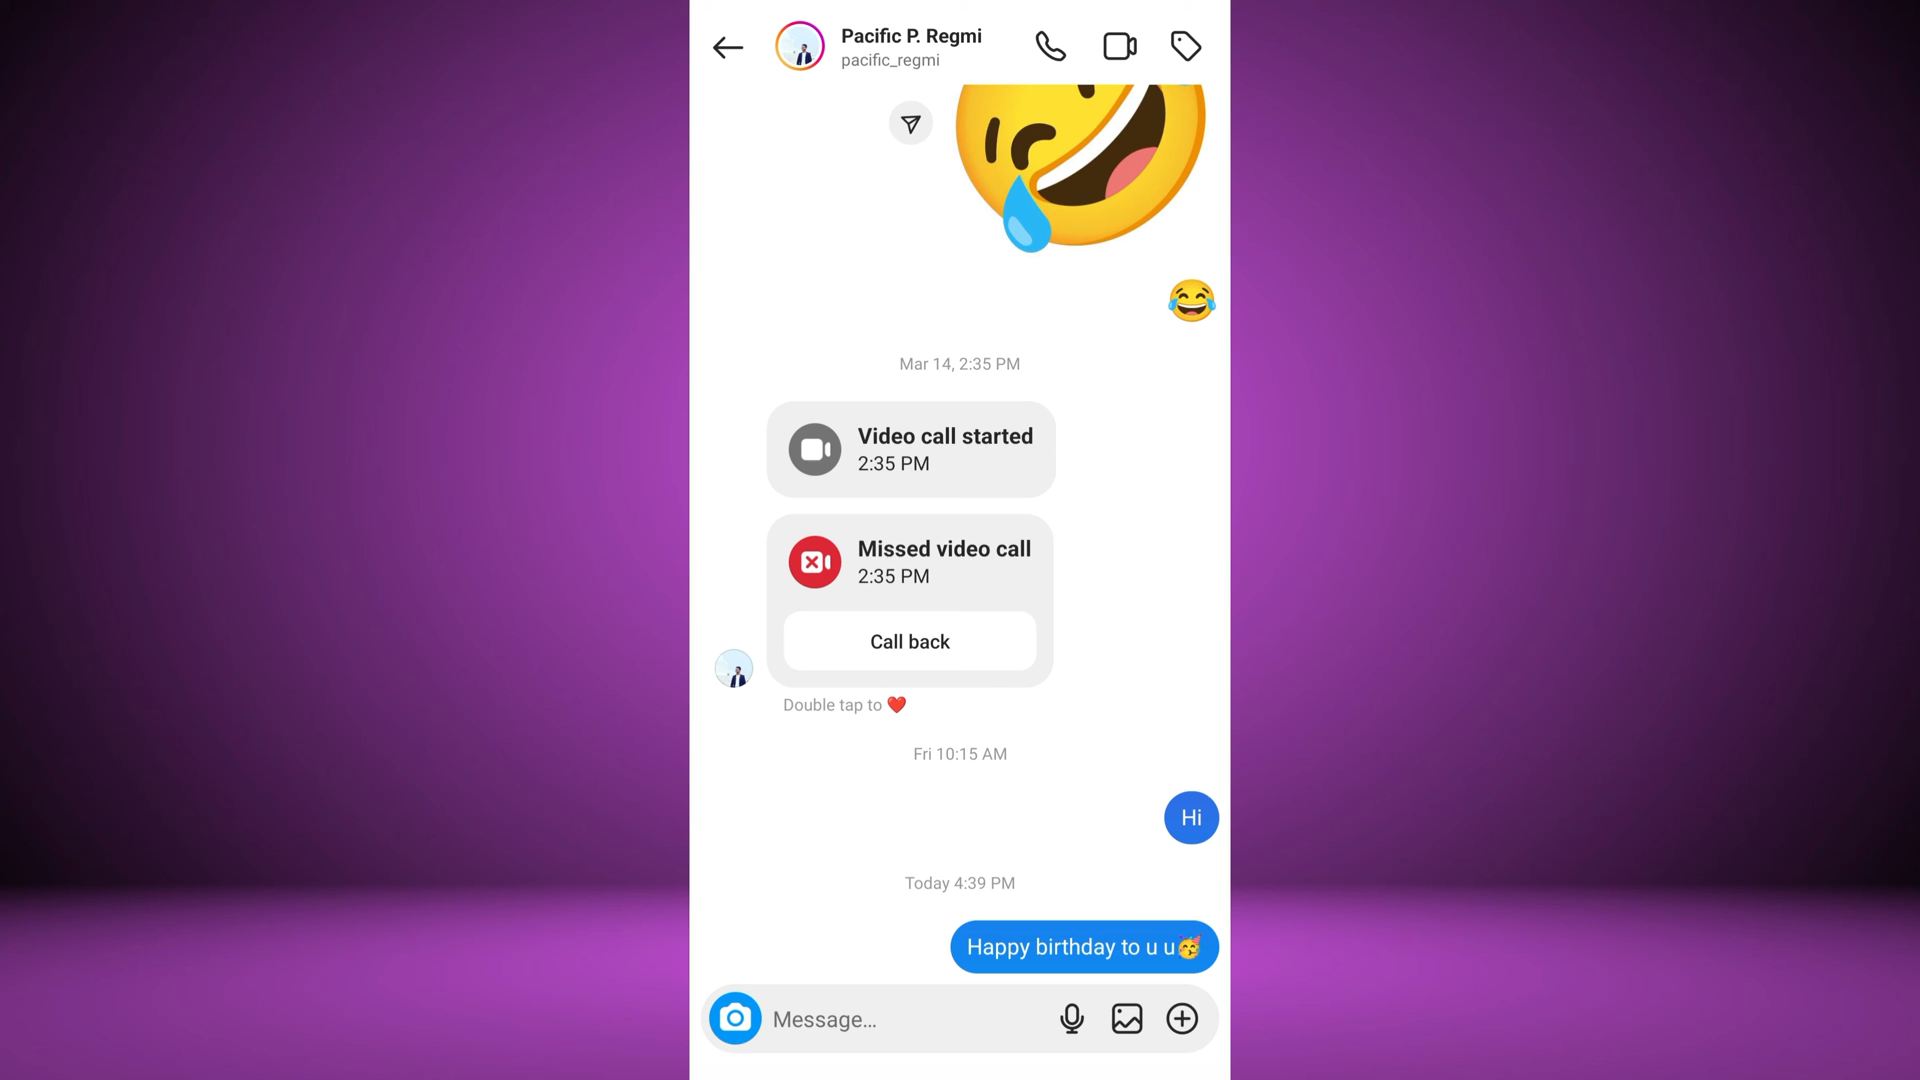 Pacific P. Regmi
pacific_regmi
😂
Mar 14, 2:35 PM
Video call started
2:35 PM
Missed video call
2:35 PM
Call back
Double tap to ❤️
Fri 10:15 AM
Hi
Today 4:39 PM
Happy birthday to u u🥳
Message...